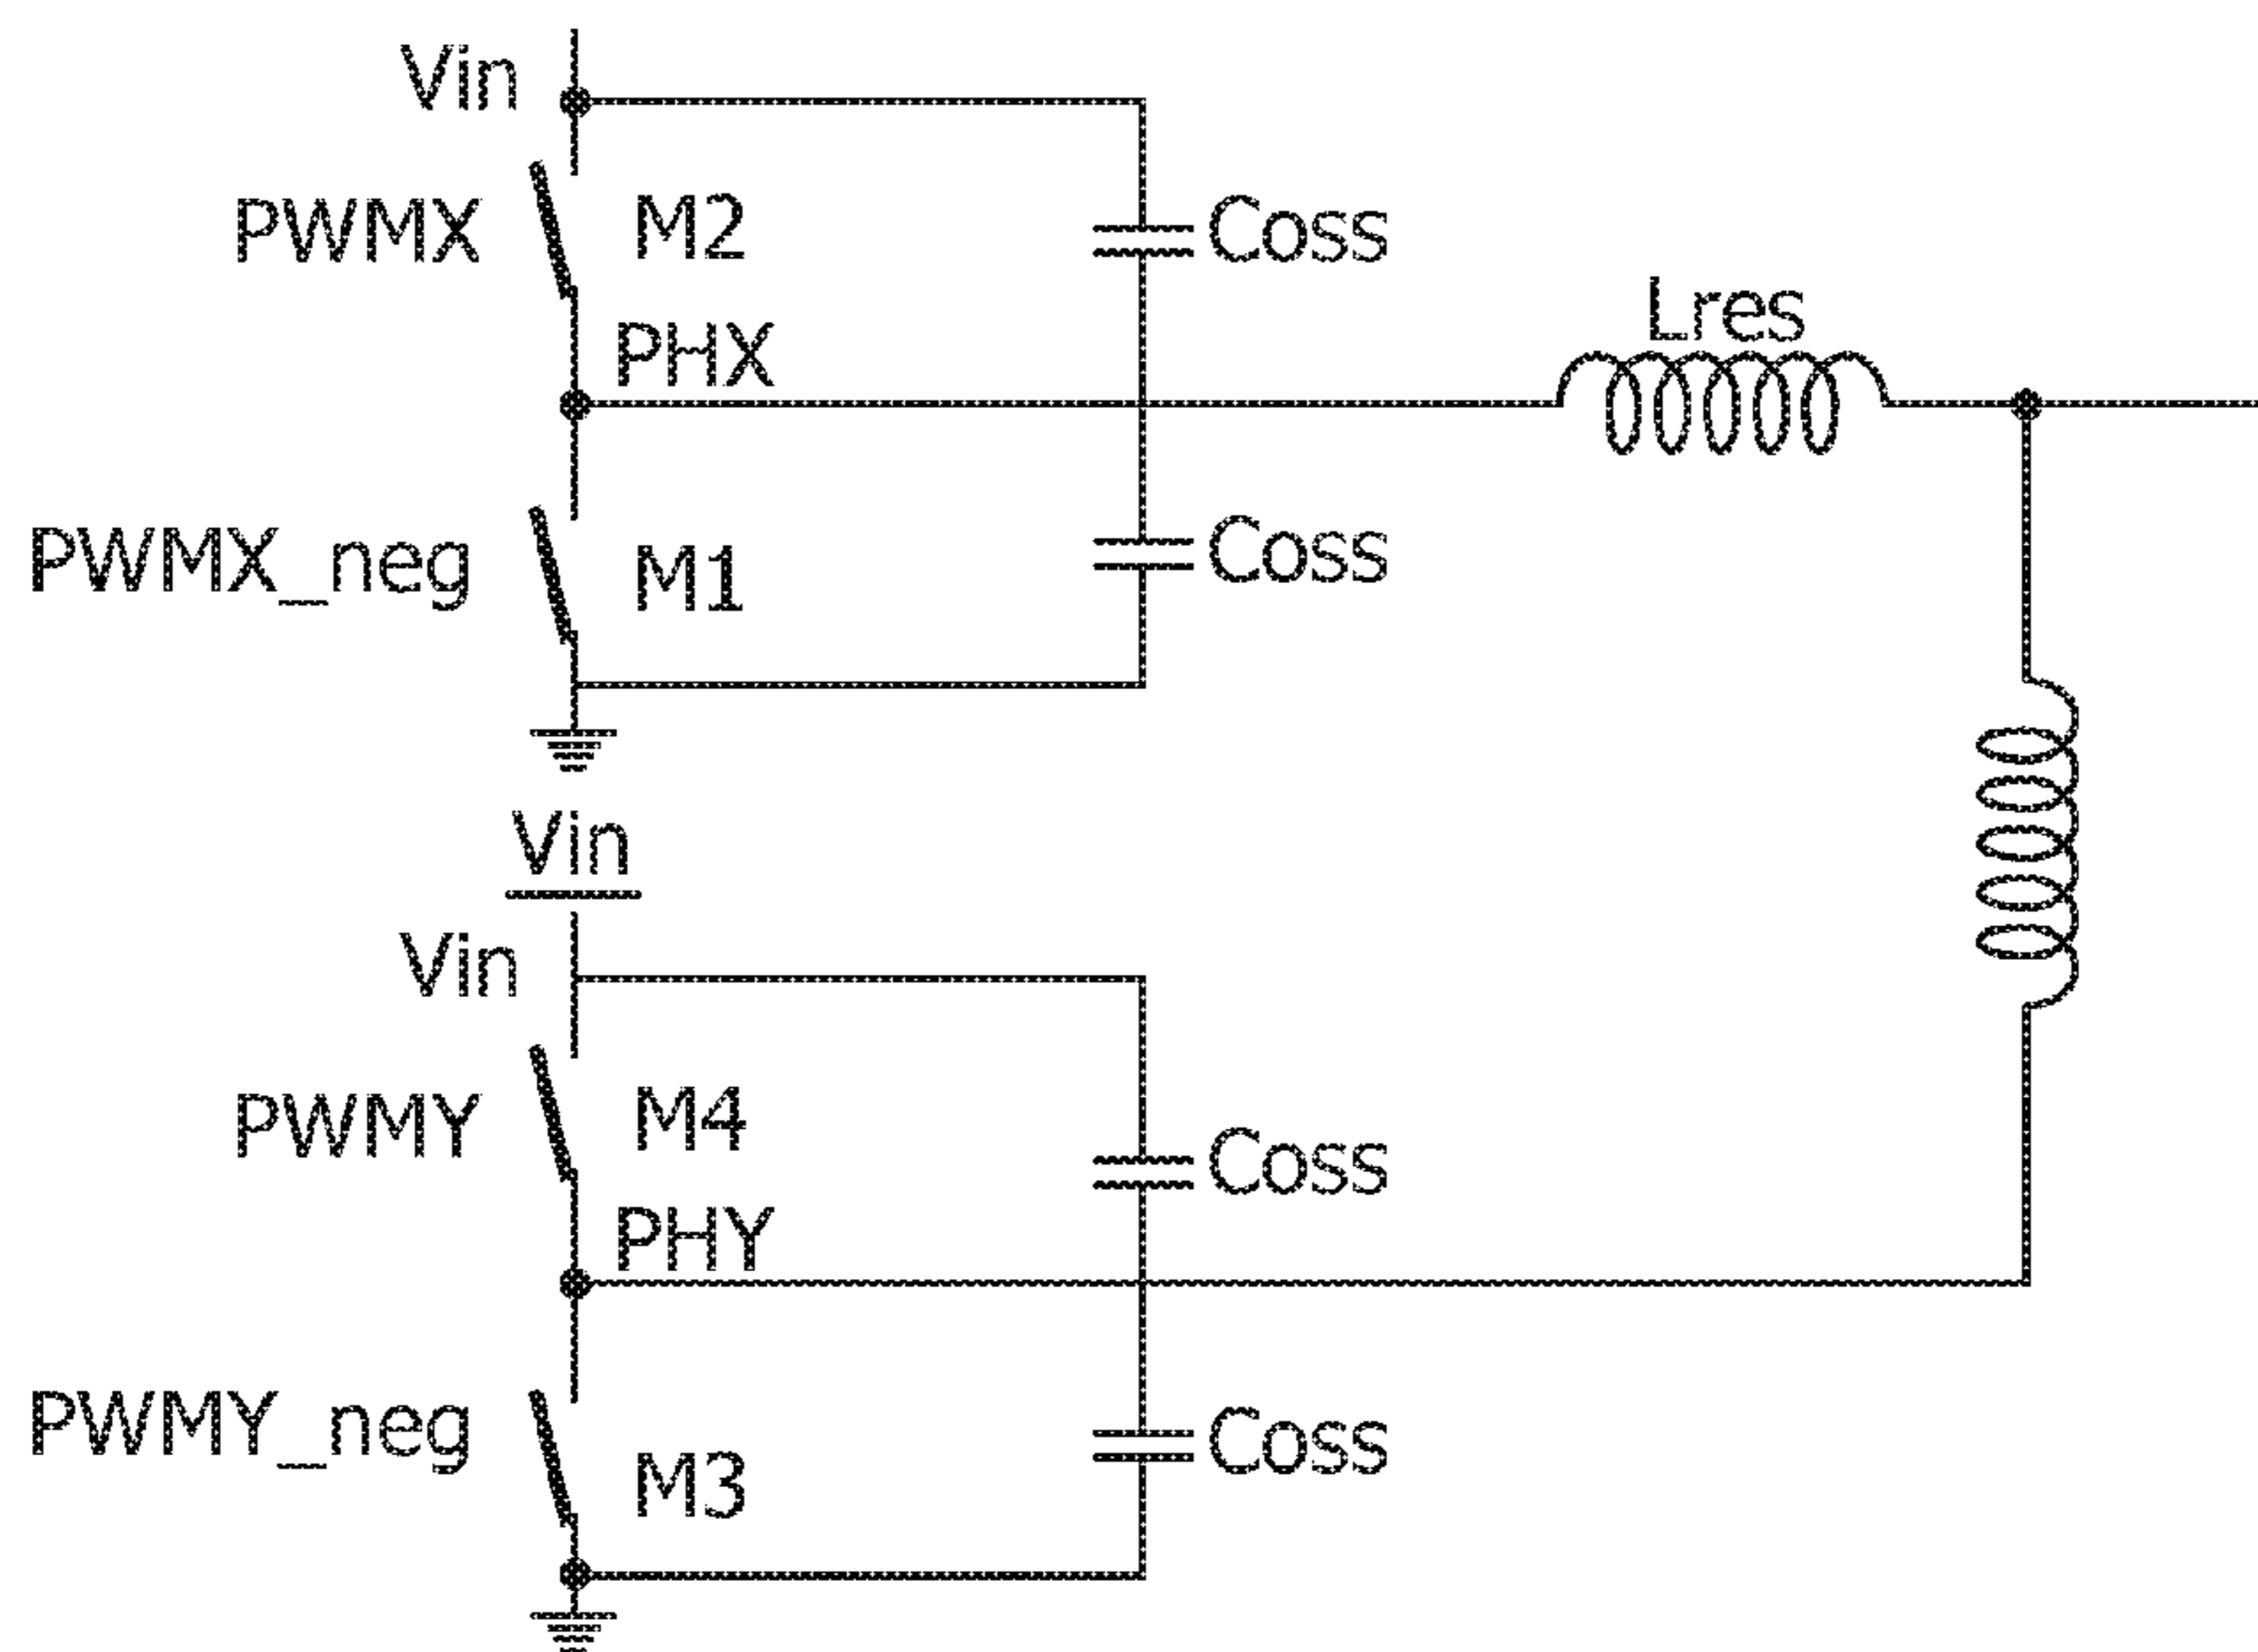 Vin
PWMX
M2
Coss
PHX
Lres
PWMX_neg
M1
Coss
Vin
Vin
PWMY
M4
Coss
PHY
PWMY_neg
M3
Coss